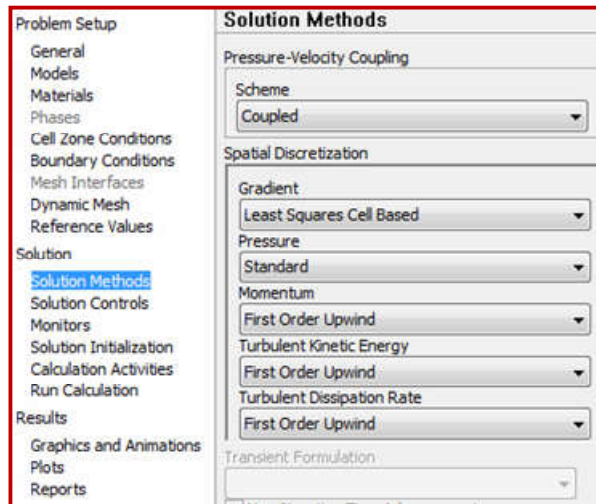 Problem Setup
General
Models
Materials
Phases
Cell Zone Conditions
Boundary Conditions
Mesh Interfaces
Dynamic Mesh
Reference Values
Solution
Solution Methods
Solution Controls
Monitors
Solution Initialization
Calculation Activities
Run Calculation
Results
Graphics and Animations
Plots
Reports
Solution Methods
Pressure-Velocity Coupling
Scheme
Coupled
Spatial Discretization
Gradient
Least Squares Cell Based
Pressure
Standard
Momentum
First Order Upwind
Turbulent Kinetic Energy
First Order Upwind
Turbulent Dissipation Rate
First Order Upwind
Transient Formulation